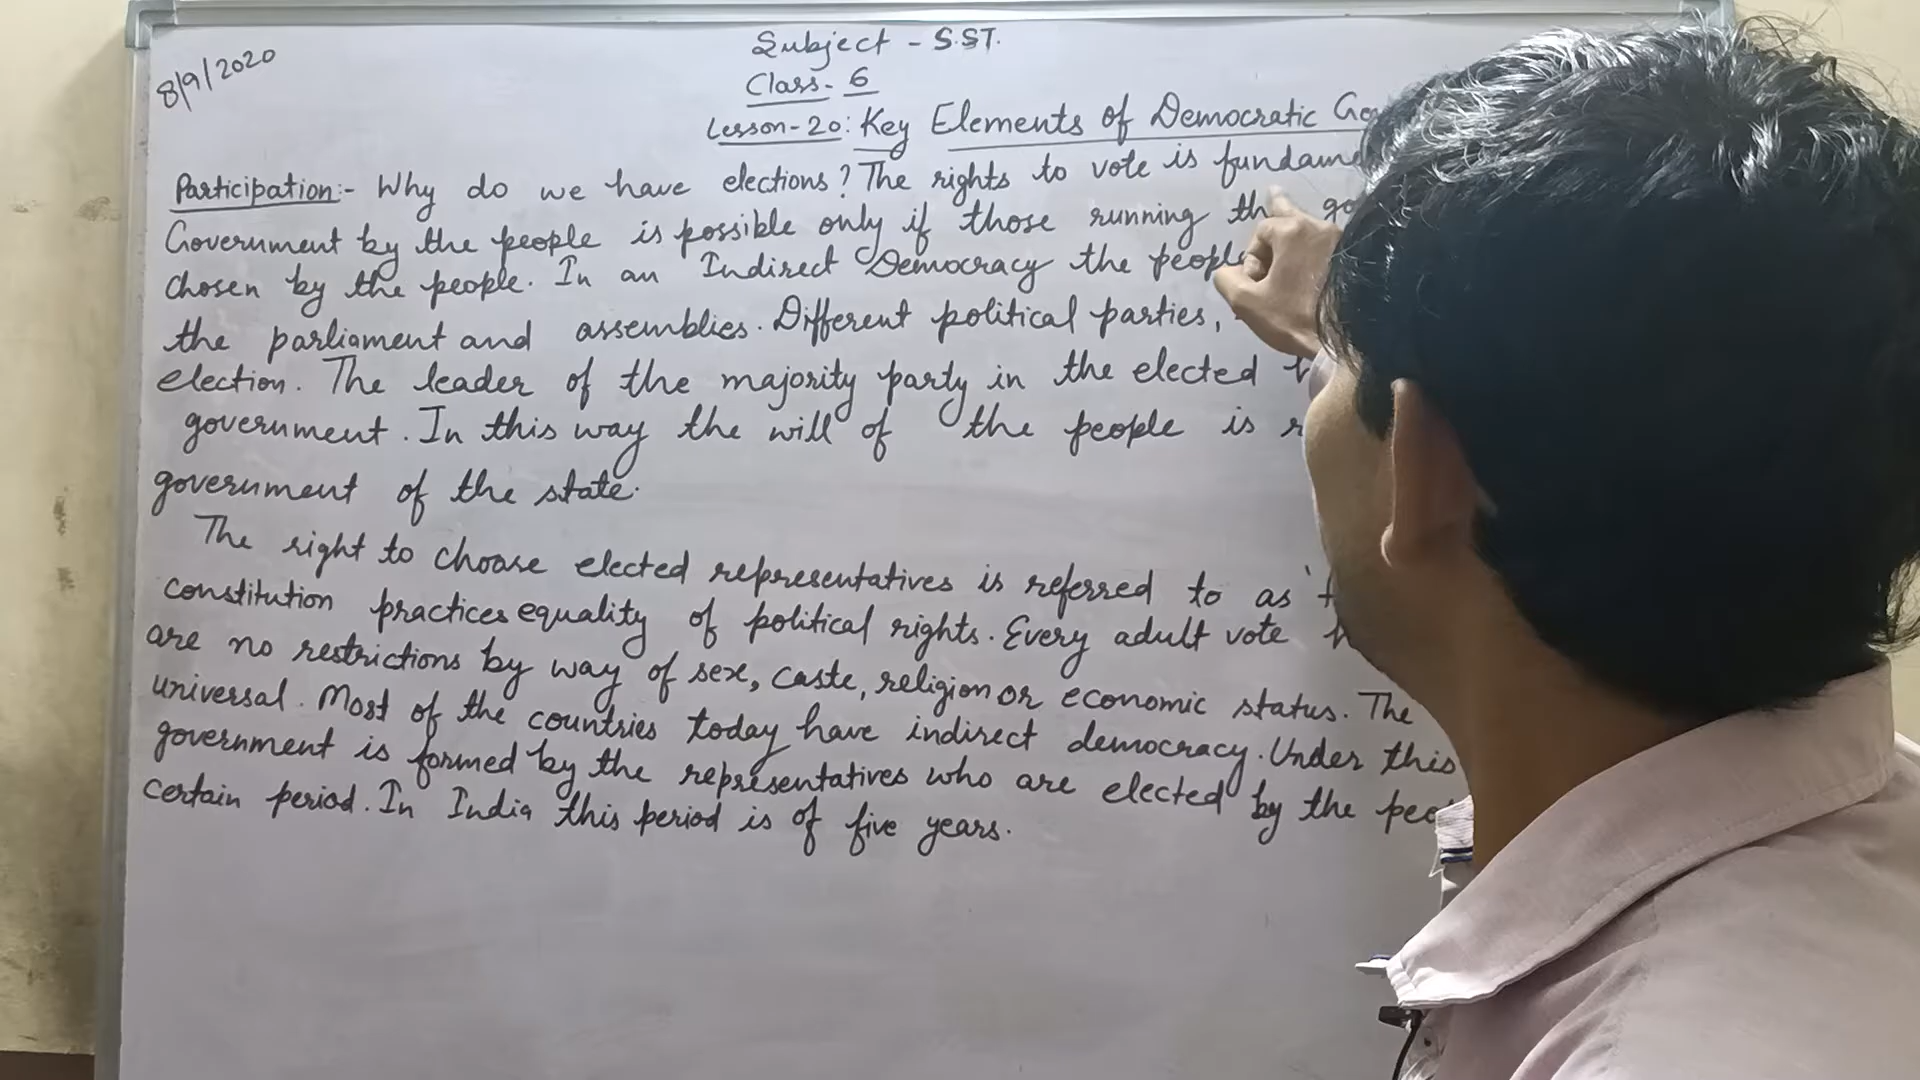 8/9/2020
Subject - S.ST.
Class- 6
Lesson-20: Key Elements of Democratic
Participation:- Why do we have elections? The rights to vote is
Government by the people is possible only if those running the
chosen by the people. In an Indirect Democracy the people
the parliament and assemblies. Different political parties,
election. The leader of the majority party in the elected
government. In this way the will of the people is
government of the state.
The right to choose elected representatives is referred to as
constitution practices equality of political rights. Every adult vote
are no restrictions by way of sex, caste, religion or economic status. The
universal. Most of the countries today have indirect democracy. Under this
government is formed by the representatives who are elected by the
certain period. In India this period is of five years.